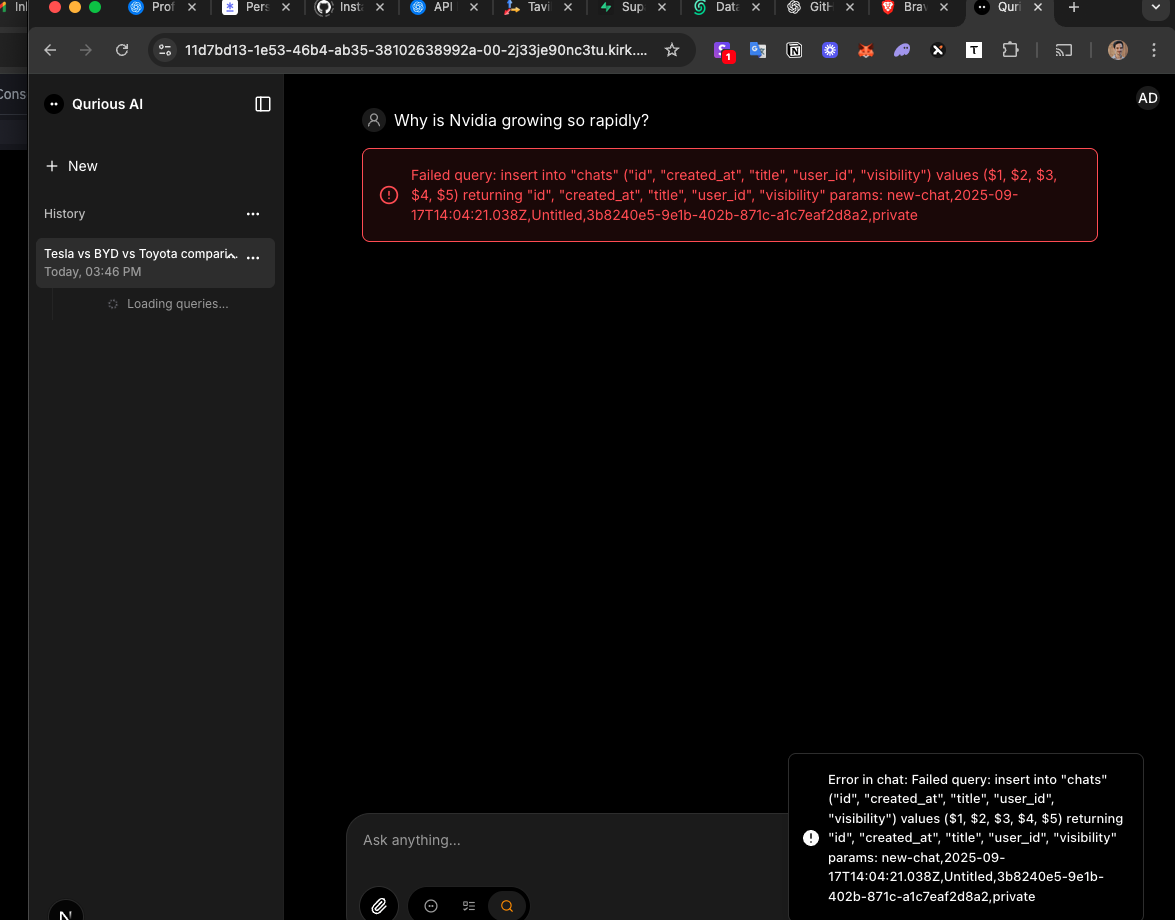 Prof
Pers
Insta
API
Tavil
Supa
Data
GitH
Brav
Quri
11d7bd13-1e53-46b4-ab35-38102638992a-00-2j33je90nc3tu.kirk....
1
T
Cons
Qurious AI
AD
New
History
Tesla vs BYD vs Toyota compari...
Today, 03:46 PM
Loading queries...
Why is Nvidia growing so rapidly?
Failed query: insert into "chats" ("id", "created_at", "title", "user_id", "visibility") values ($1, $2, $3,
$4, $5) returning "id", "created_at", "title", "user_id", "visibility" params: new-chat,2025-09-
17T14:04:21.038Z,Untitled,3b8240e5-9e1b-402b-871c-a1c7eaf2d8a2,private
Ask anything...
Error in chat: Failed query: insert into "chats"
("id", "created_at", "title", "user_id",
"visibility") values ($1, $2, $3, $4, $5) returning
"id", "created_at", "title", "user_id", "visibility"
params: new-chat,2025-09-
17T14:04:21.038Z,Untitled,3b8240e5-9e1b-
402b-871c-a1c7eaf2d8a2,private
N